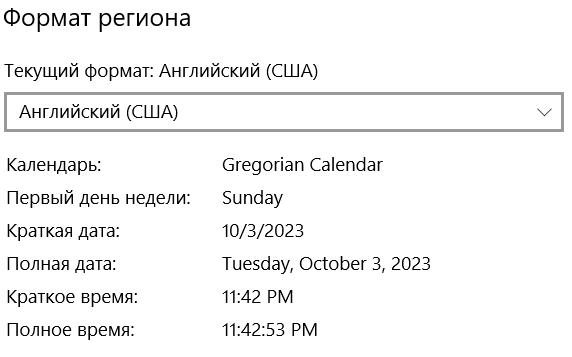 Формат региона
Текущий формат: Английский (США)
Английский (США)
Календарь: Gregorian Calendar
Первый день недели: Sunday
Краткая дата: 10/3/2023
Полная дата: Tuesday, October 3, 2023
Краткое время: 11:42 PM
Полное время: 11:42:53 PM